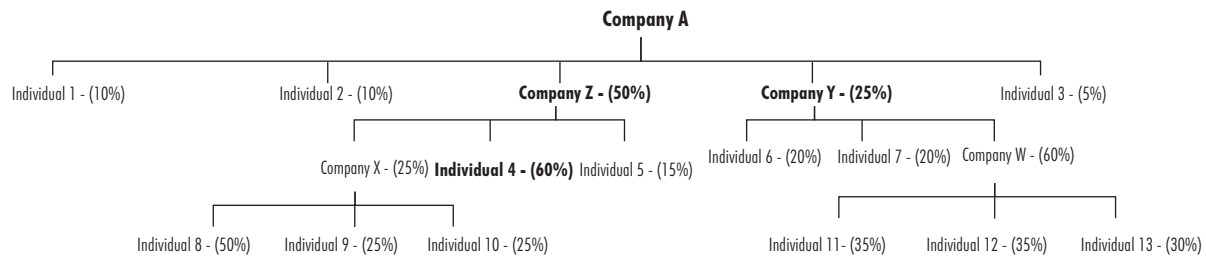 Company A
Individual 1 - (10%)
Individual 2 - (10%)
Company Z - (50%)
Company Y - (25%)
Individual 3 - (5%)
Company X - (25%)
Individual 4 - (60%)
Individual 5 - (15%)
Individual 6 - (20%)
Individual 7 - (20%)
Company W - (60%)
Individual 8 - (50%)
Individual 9 - (25%)
Individual 10 - (25%)
Individual 11- (35%)
Individual 12 - (35%)
Individual 13 - (30%)